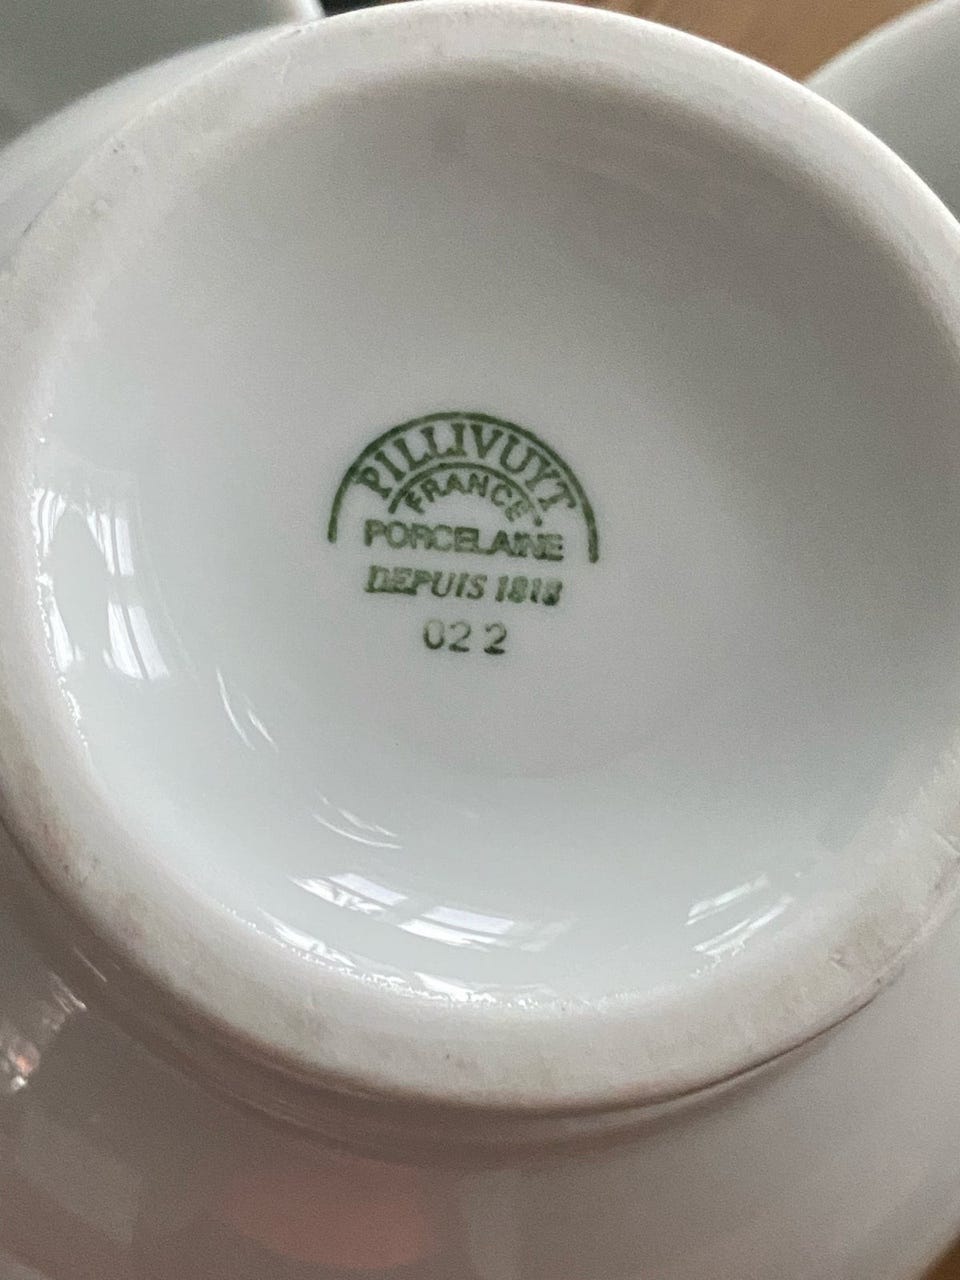 PILLIVUYT
FRANCE
PORCELAINE
DEPUIS 1818
02 2